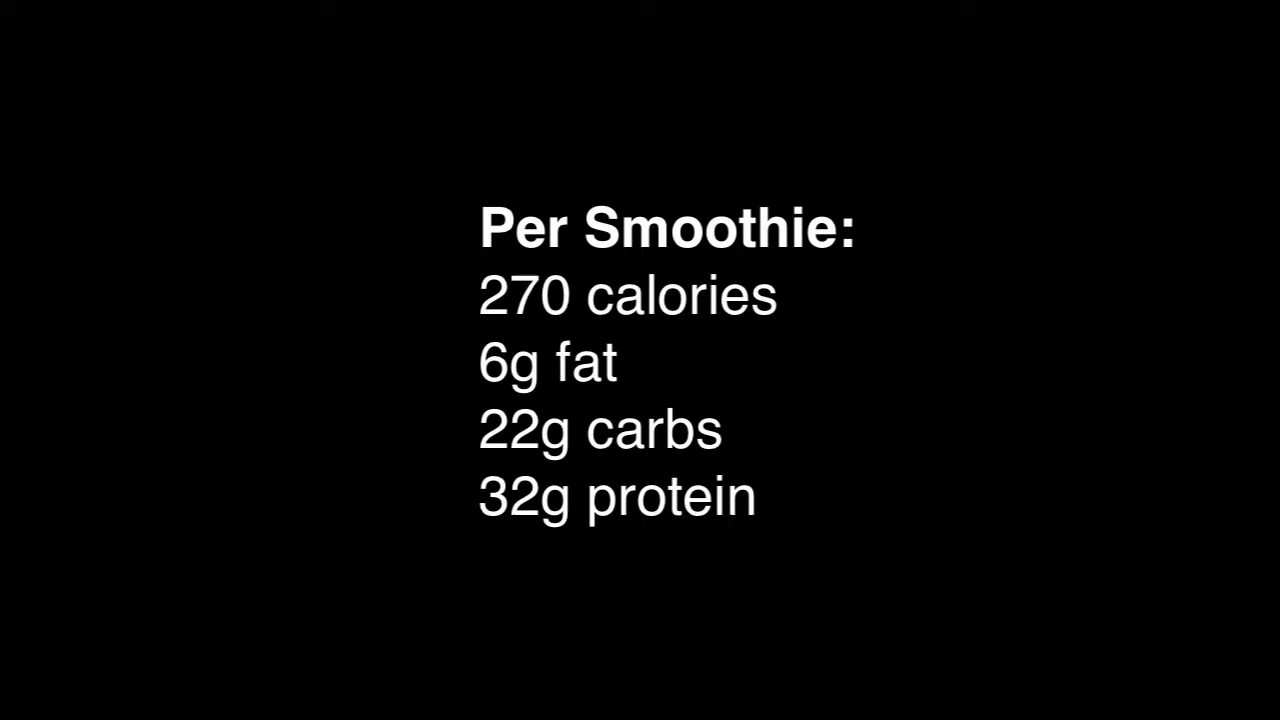 Per Smoothie:
270 calories
6g fat
22g carbs
32g protein